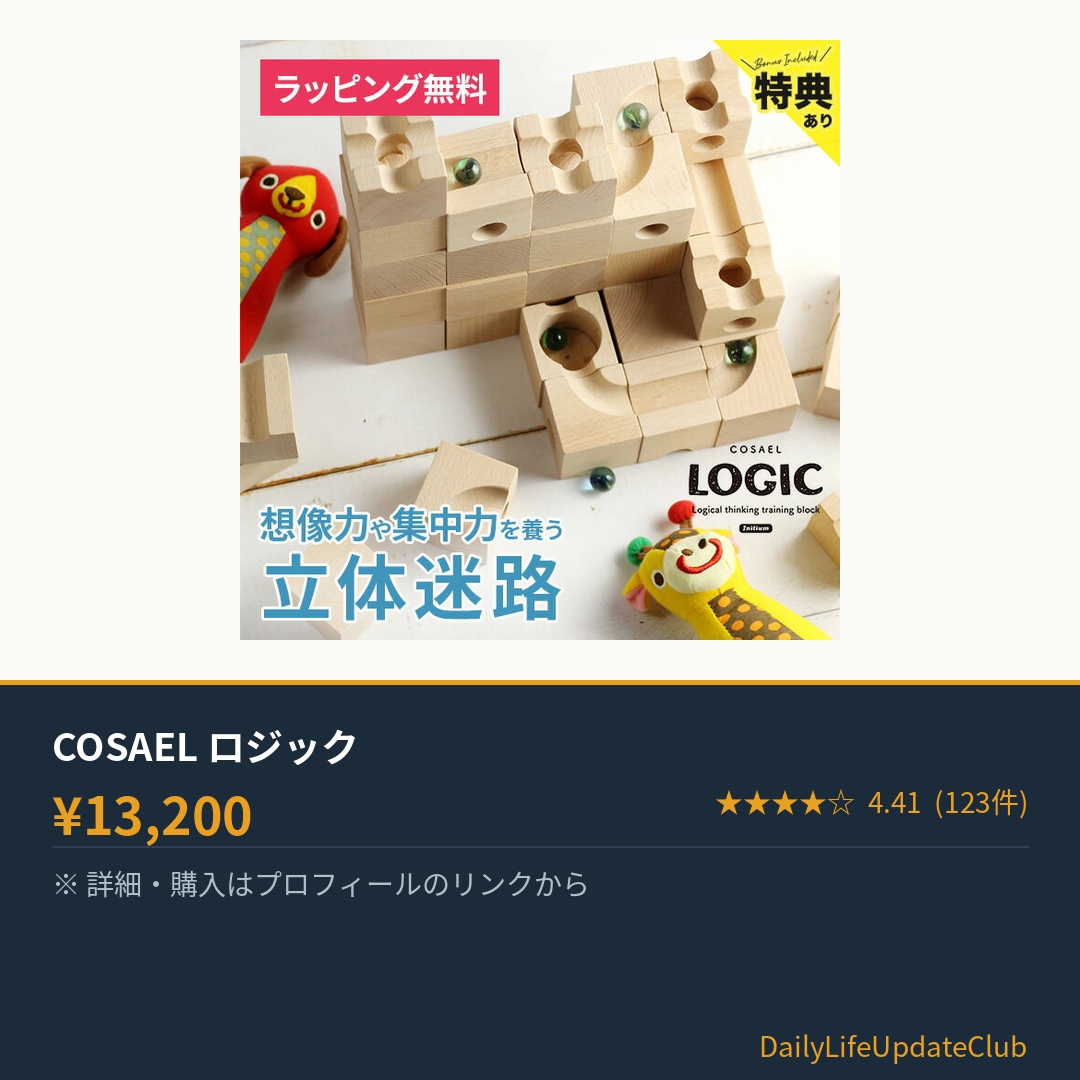 ラッピング無料
Bonus Included
特典
あり
COSAEL
LOGIC
Logical thinking training block
Initium
想像力や集中力を養う
立体迷路
COSAEL ロジック
¥13,200
★★★★☆ 4.41 (123件)
※ 詳細・購入はプロフィールのリンクから
DailyLifeUpdateClub